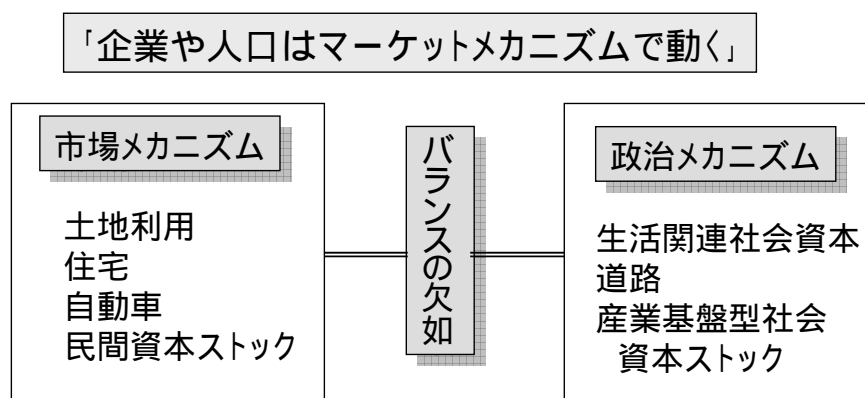 「企業や人口はマーケットメカニズムで動く」
市場メカニズム
土地利用
住宅
自動車
民間資本ストック
バランスの欠如
政治メカニズム
生活関連社会資本
道路
産業基盤型社会
資本ストック